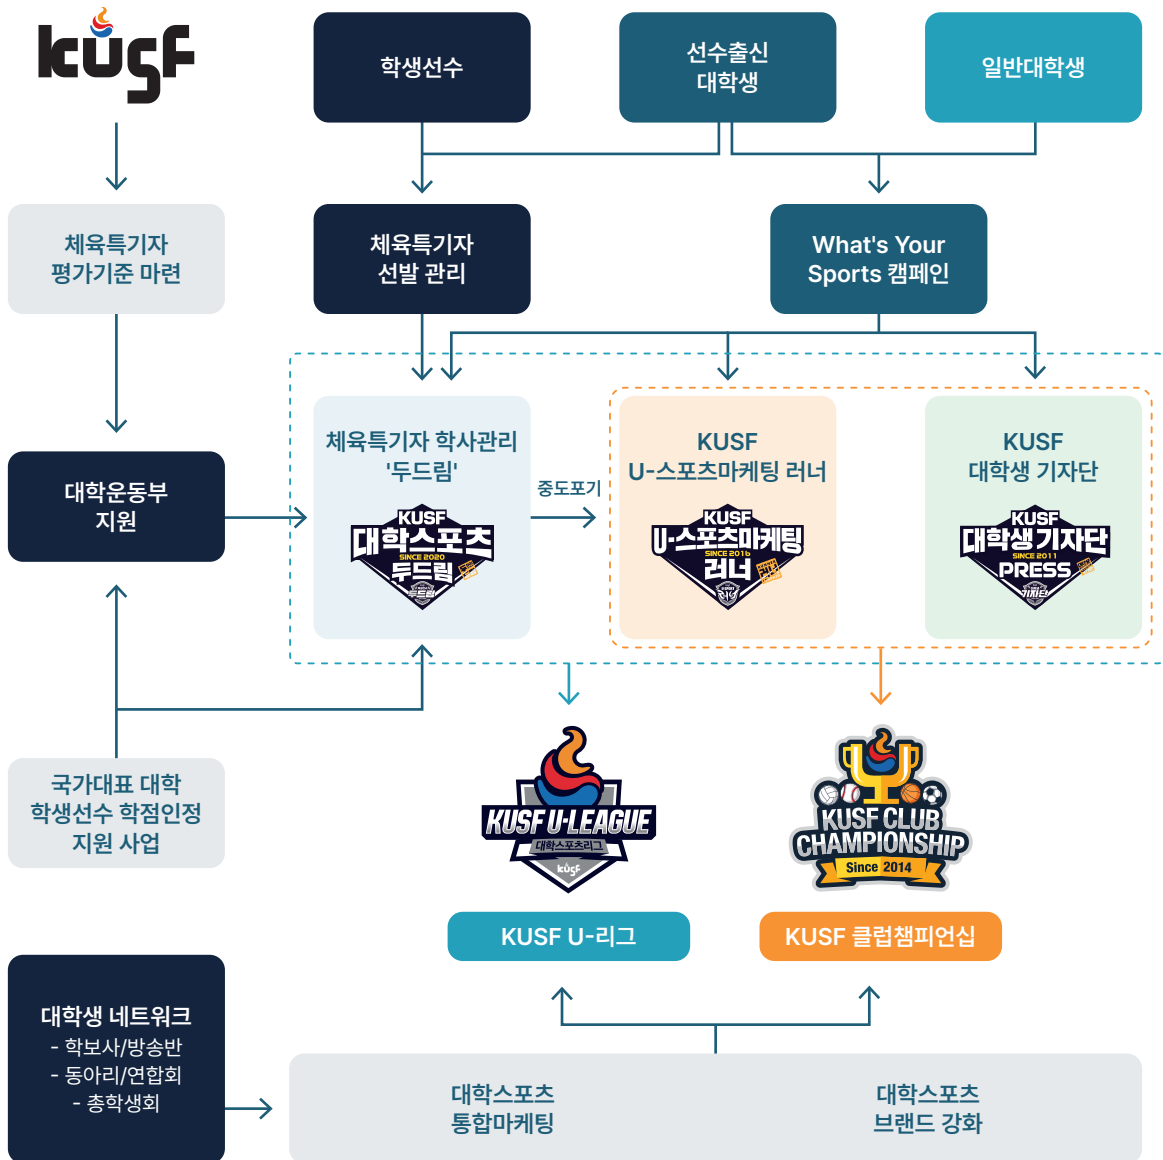 kusf
학생선수
선수출신
대학생
일반대학생
체육특기자
평가기준 마련
체육특기자
선발 관리
What's Your
Sports 캠페인
대학운동부
지원
체육특기자 학사관리
'두드림'
KUSF
대학스포츠
SINCE 2020
두드림
두드림
중도포기
KUSF
U-스포츠마케팅 러너
KUSF
U-스포츠마케팅
SINCE 2016
러너
KUSF
대학생 기자단
KUSF
대학생 기자단
SINCE 2011
PRESS
기자단
국가대표 대학
학생선수 학점인정
지원 사업
KUSF U-LEAGUE
대학스포츠리그
kusf
KUSF CLUB
CHAMPIONSHIP
Since 2014
KUSF U-리그
KUSF 클럽챔피언십
대학생 네트워크
- 학보사/방송반
- 동아리/연합회
- 총학생회
대학스포츠
통합마케팅
대학스포츠
브랜드 강화